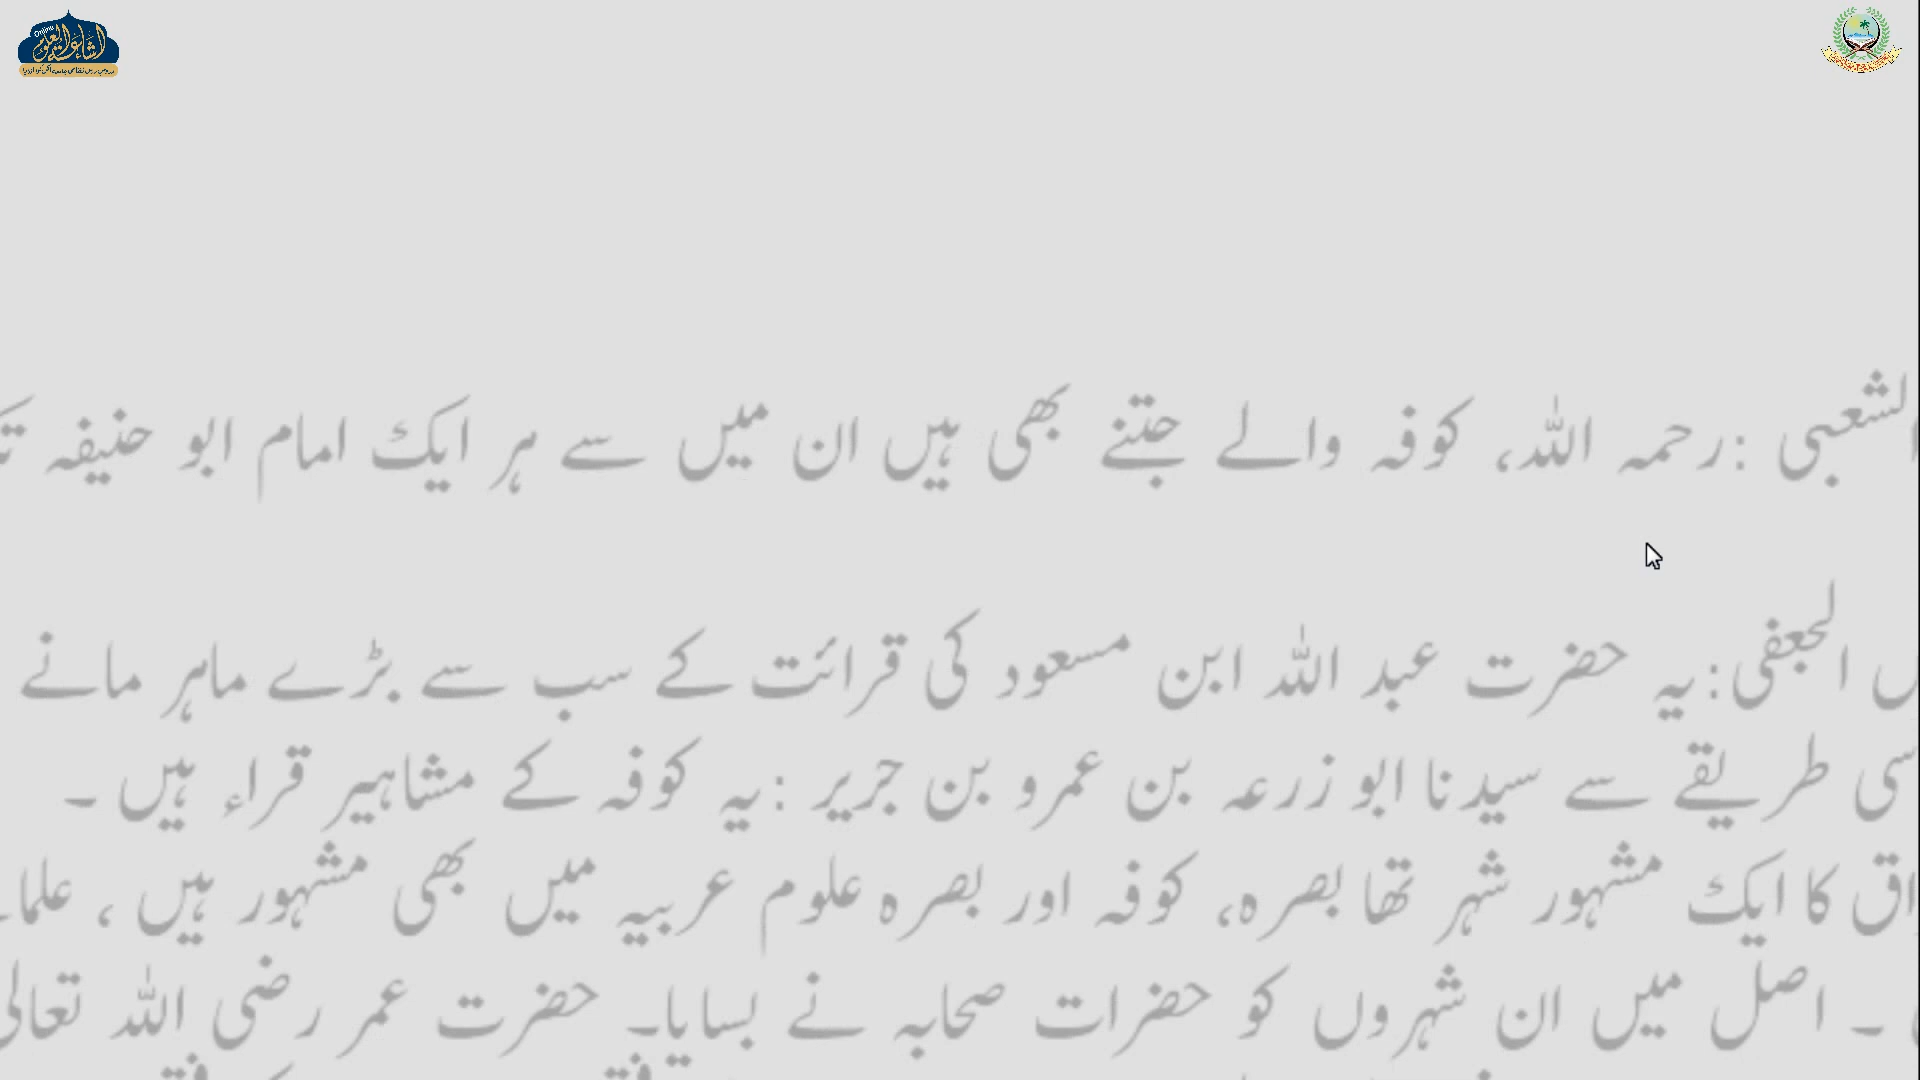 الشعبی :رحمہ اللہ، کوفہ والے جتنے بھی ہیں ان میں سے ہر ایک امام ابو حنیفہ
الجعفی:یہ حضرت عبد اللہ ابن مسعود کی قرائت کے سب سے بڑے ماہر مانے
سی طریقے سے سیدنا ابو زرعہ بن عمرو بن جریر :یہ کوفہ کے مشاہیر قراء ہیں ۔
اق کا ایک مشہور شہر تھا بصرہ، کوفہ اور بصرہ علوم عربیہ میں بھی مشہور ہیں ، علما
۔ اصل میں ان شہروں کو حضرات صحابہ نے بسایا۔ حضرت عمر رضی اللہ تعالی